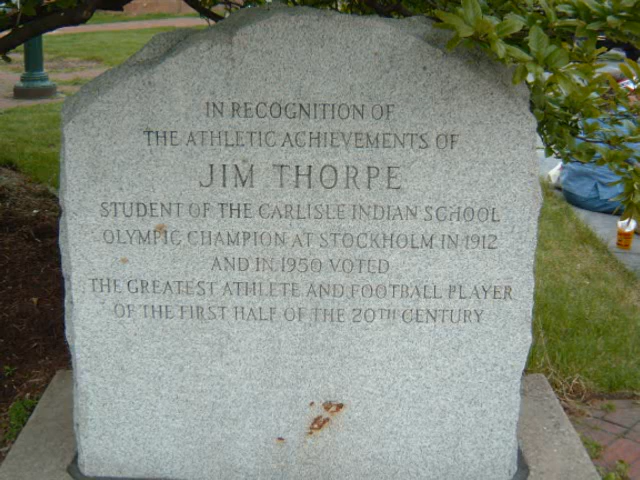 IN RECOGNITION OF
THE ATHLETIC ACHIEVEMENTS OF
JIM THORPE
STUDENT OF THE CARLISLE INDIAN SCHOOL
OLYMPIC CHAMPION AT STOCKHOLM IN 1912
AND IN 1950 VOTED
THE GREATEST ATHLETE AND FOOTBALL PLAYER
OF THE FIRST HALF OF THE 20TH CENTURY